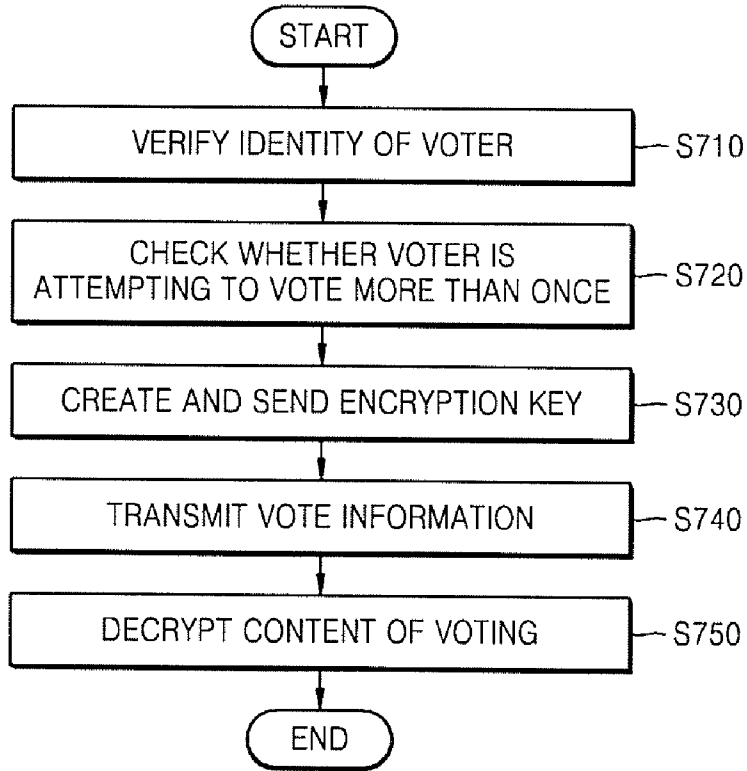 START
VERIFY IDENTITY OF VOTER
S710
CHECK WHETHER VOTER IS
ATTEMPTING TO VOTE MORE THAN ONCE
S720
CREATE AND SEND ENCRYPTION KEY
S730
TRANSMIT VOTE INFORMATION
S740
DECRYPT CONTENT OF VOTING
S750
END